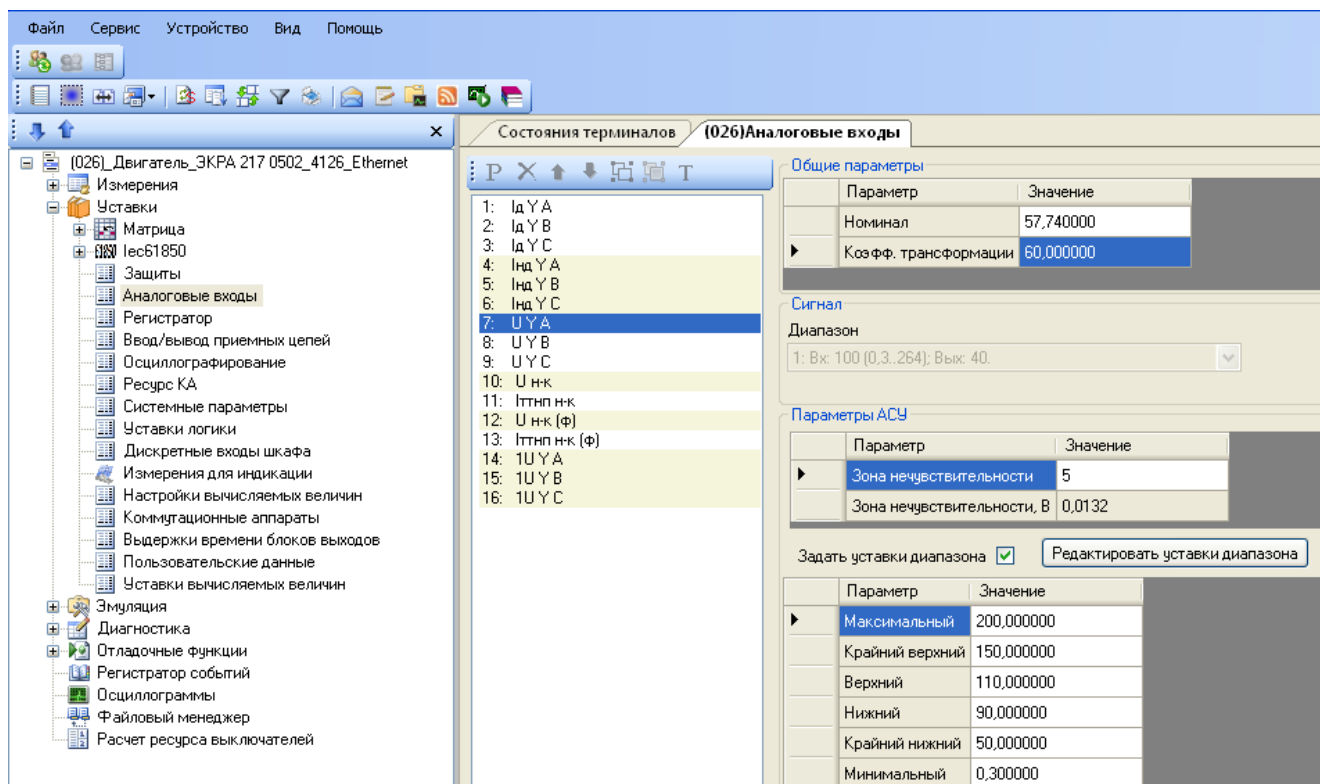 Файл Сервис Устройство Вид Помощь
Состояния терминалов (026)Аналоговые входы
(026)_Двигатель_ЭКРА 217 0502_4126_Ethernet
Измерения
Уставки
Матрица
61850 Iec61850
Защиты
Аналоговые входы
Регистратор
Ввод/вывод приемных цепей
Осциллографирование
Ресурс КА
Системные параметры
Уставки логики
Дискретные входы шкафа
Измерения для индикации
Настройки вычисляемых величин
Коммутационные аппараты
Выдержки времени блоков выходов
Пользовательские данные
Уставки вычисляемых величин
Эмуляция
Диагностика
Отладочные функции
Регистратор событий
Осциллограммы
Файловый менеджер
Расчет ресурса выключателей
P T
1: Iд Y A
2: Iд Y B
3: Iд Y C
4: Iнд Y A
5: Iнд Y B
6: Iнд Y C
7: U Y A
8: U Y B
9: U Y C
10: U н-к
11: Iттнп н-к
12: U н-к (ф)
13: Iттнп н-к (ф)
14: 1U Y A
15: 1U Y B
16: 1U Y C
Общие параметры
Параметр Значение
Номинал 57,740000
Коэфф. трансформации 60,000000
Сигнал
Диапазон
1: Вх: 100 (0,3..264); Вых: 40.
Параметры АСУ
Параметр Значение
Зона нечувствительности 5
Зона нечувствительности, В 0,0132
Задать уставки диапазона Редактировать уставки диапазона
Параметр Значение
Максимальный 200,000000
Крайний верхний 150,000000
Верхний 110,000000
Нижний 90,000000
Крайний нижний 50,000000
Минимальный 0,300000